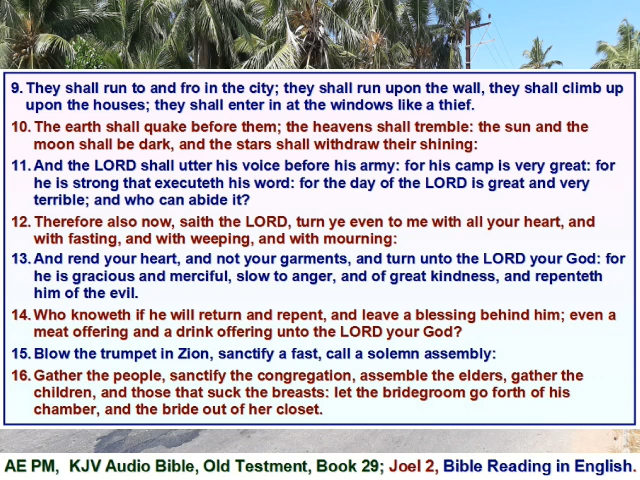 9. They shall run to and fro in the city; they shall run upon the wall, they shall climb up
upon the houses; they shall enter in at the windows like a thief.
10. The earth shall quake before them; the heavens shall tremble: the sun and the
moon shall be dark, and the stars shall withdraw their shining:
11. And the LORD shall utter his voice before his army: for his camp is very great: for
he is strong that executeth his word: for the day of the LORD is great and very
terrible; and who can abide it?
12. Therefore also now, saith the LORD, turn ye even to me with all your heart, and
with fasting, and with weeping, and with mourning:
13. And rend your heart, and not your garments, and turn unto the LORD your God: for
he is gracious and merciful, slow to anger, and of great kindness, and repenteth
him of the evil.
14. Who knoweth if he will return and repent, and leave a blessing behind him; even a
meat offering and a drink offering unto the LORD your God?
15. Blow the trumpet in Zion, sanctify a fast, call a solemn assembly:
16. Gather the people, sanctify the congregation, assemble the elders, gather the
children, and those that suck the breasts: let the bridegroom go forth of his
chamber, and the bride out of her closet.
AE PM, KJV Audio Bible, Old Testment, Book 29; Joel 2, Bible Reading in English.